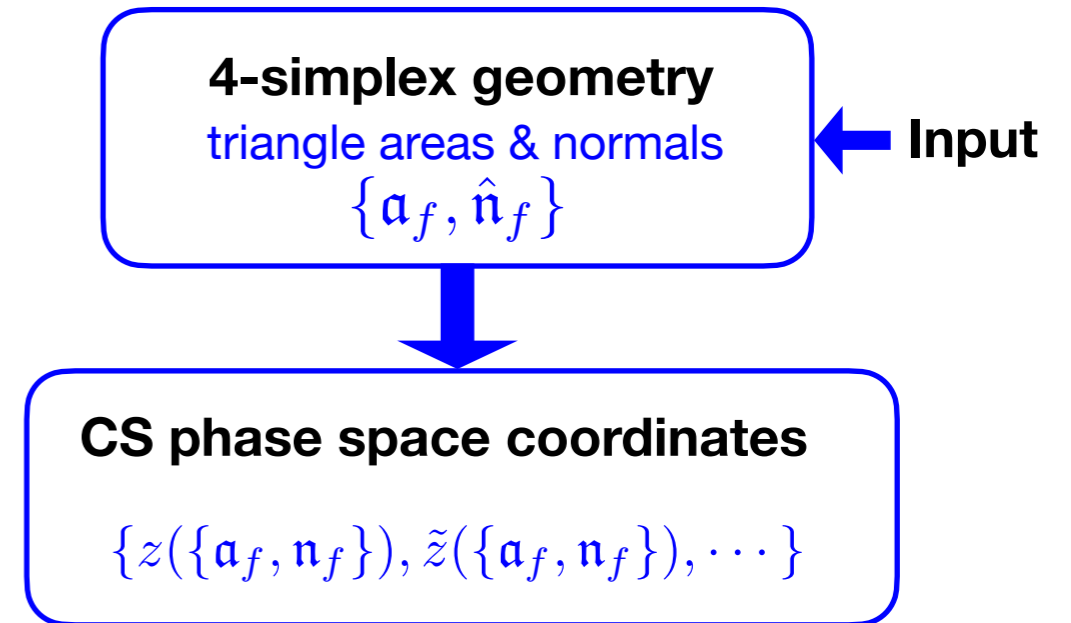 4-simplex geometry
triangle areas & normals
{𝔞_f, 𝔫̂_f}
Input
CS phase space coordinates
{z({𝔞_f, 𝔫_f}), z̃({𝔞_f, 𝔫_f}), ⋯}